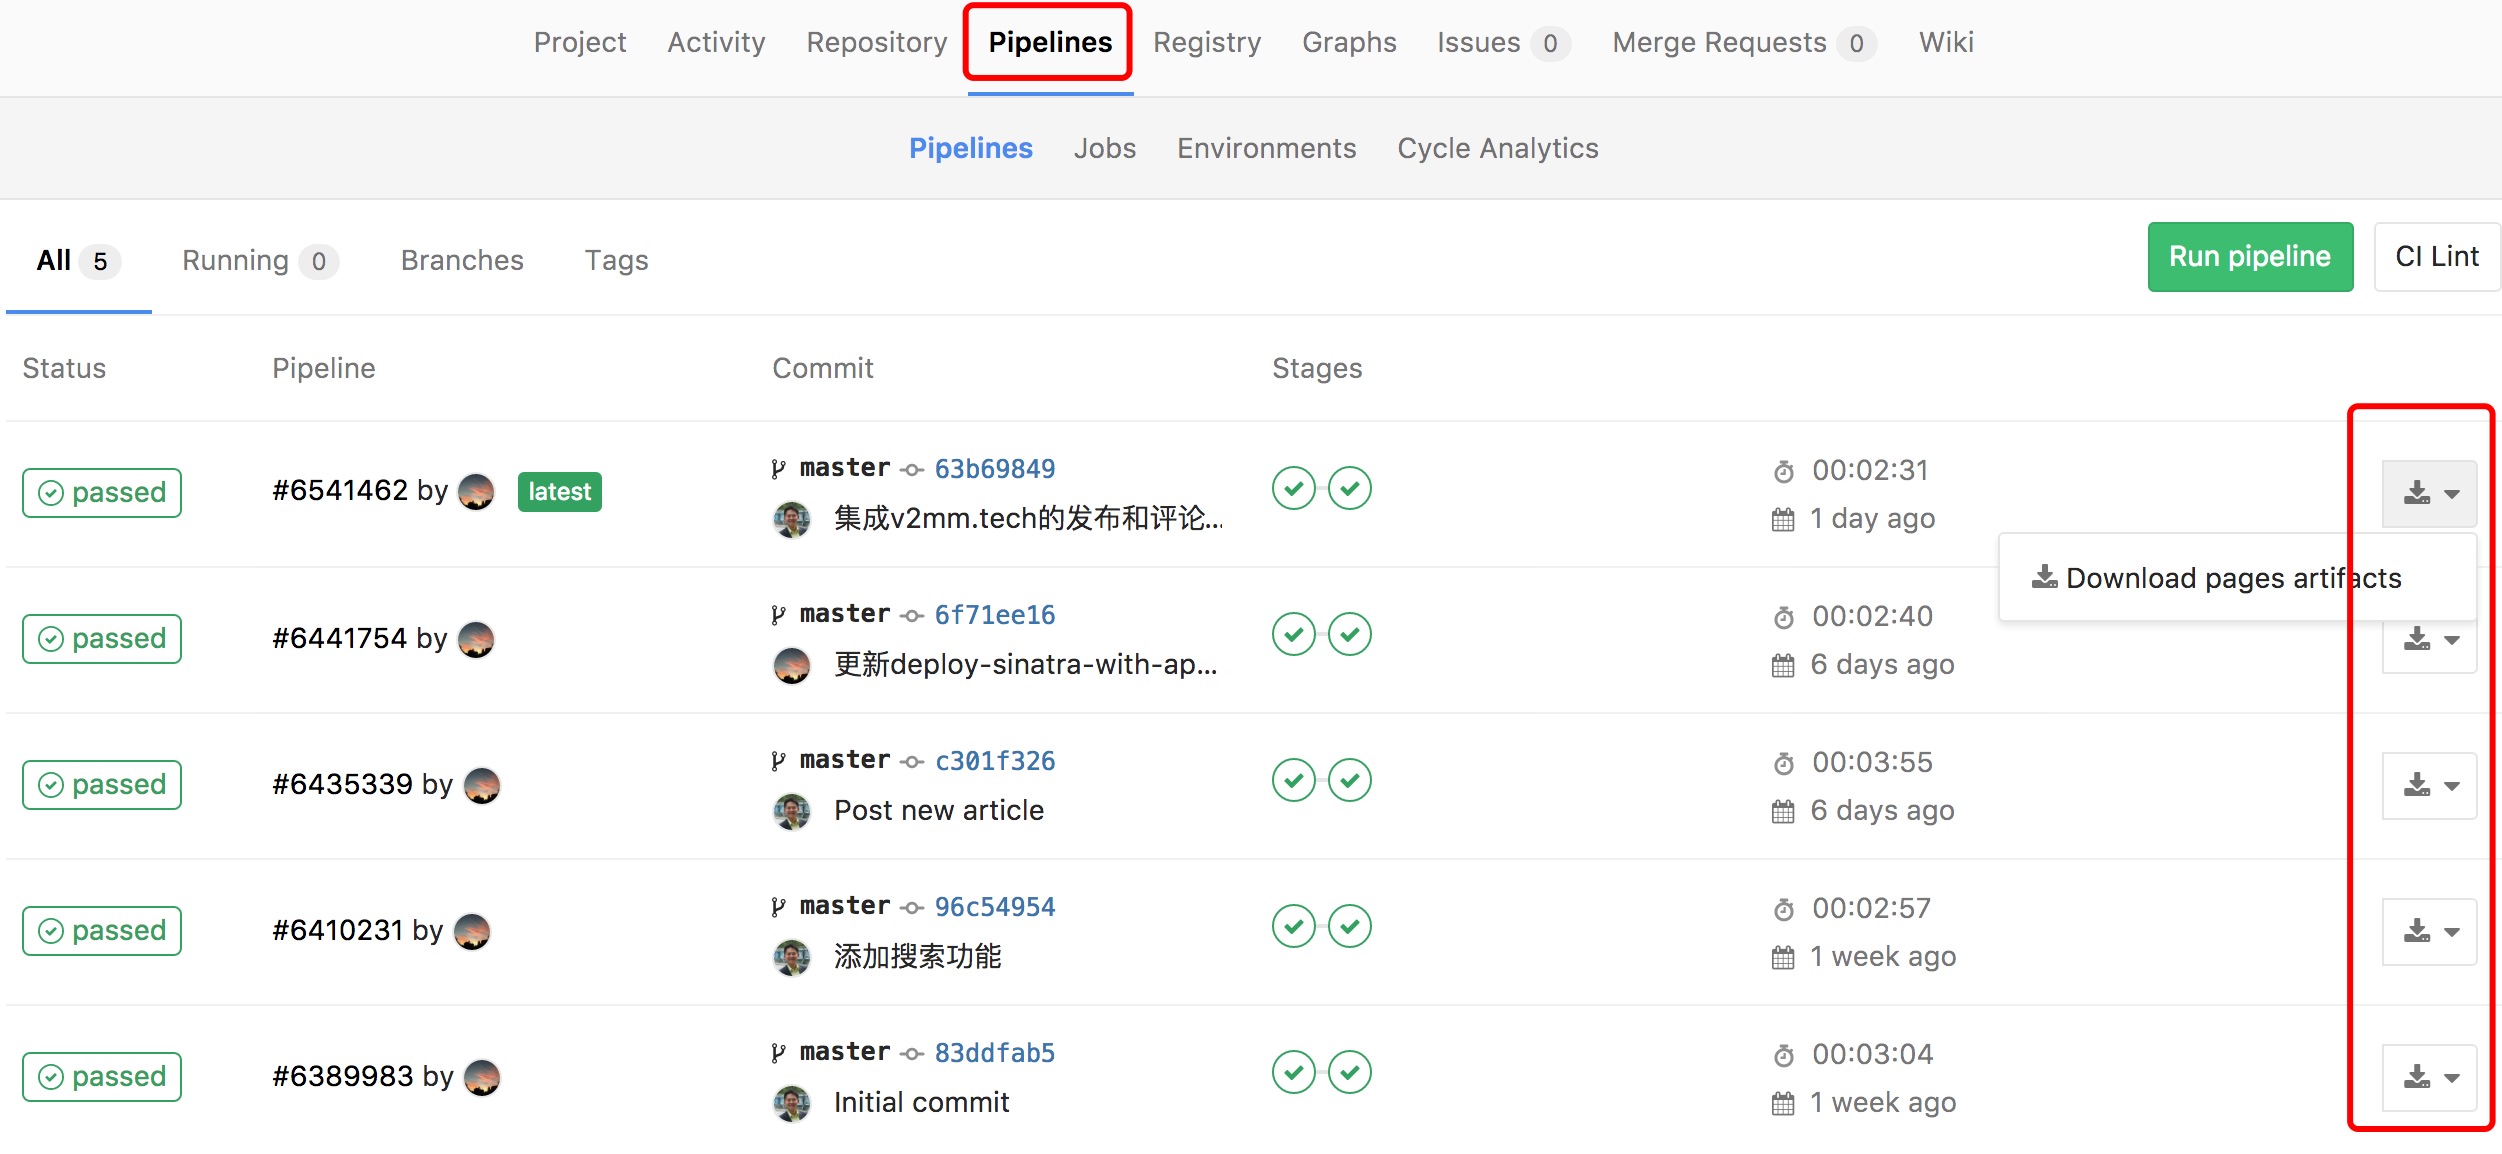 Project Activity Repository Pipelines Registry Graphs Issues 0 Merge Requests 0 Wiki
Pipelines Jobs Environments Cycle Analytics
All 5 Running 0 Branches Tags Run pipeline CI Lint
Status Pipeline Commit Stages
passed #6541462 by latest master 63b69849 00:02:31
集成v2mm.tech的发布和评论... 1 day ago
Download pages artifacts
passed #6441754 by master 6f71ee16 00:02:40
更新deploy-sinatra-with-ap... 6 days ago
passed #6435339 by master c301f326 00:03:55
Post new article 6 days ago
passed #6410231 by master 96c54954 00:02:57
添加搜索功能 1 week ago
passed #6389983 by master 83ddfab5 00:03:04
Initial commit 1 week ago